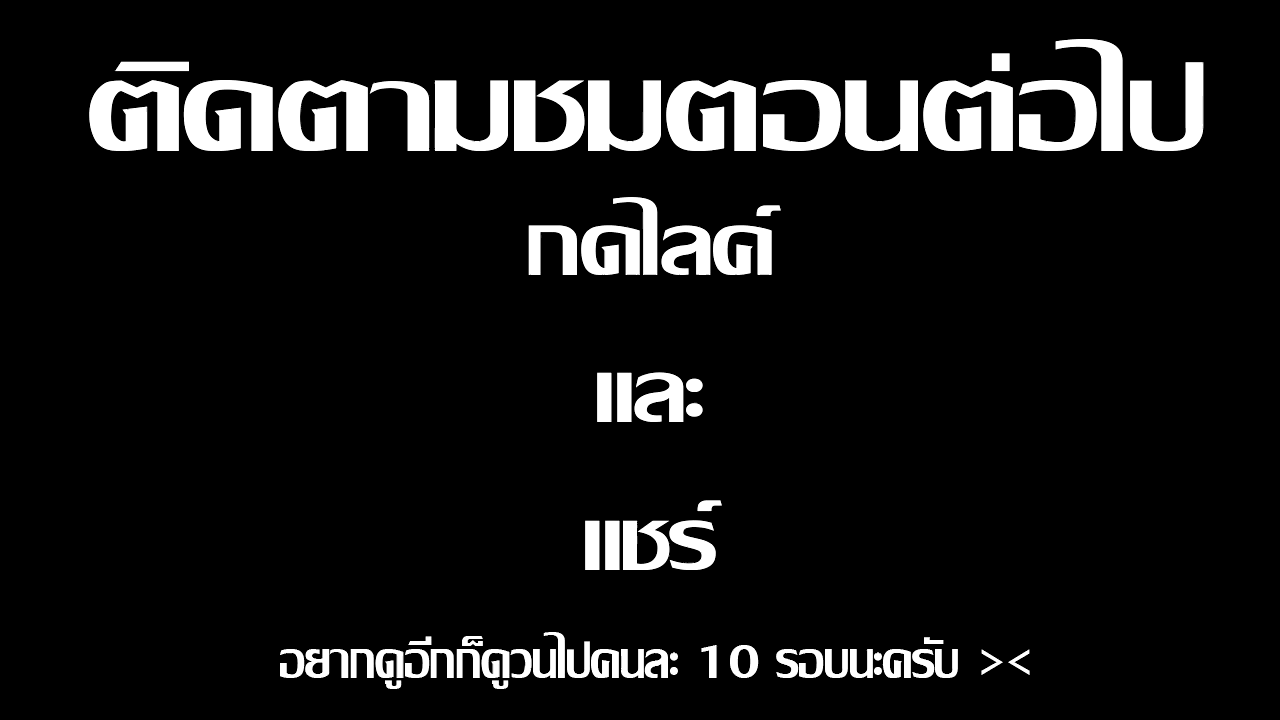 ติดตามชมตอนต่อไป
กดไลค์
และ
แชร์
อยากดูอีกก็ดูวนไปคนละ 10 รอบนะครับ ><